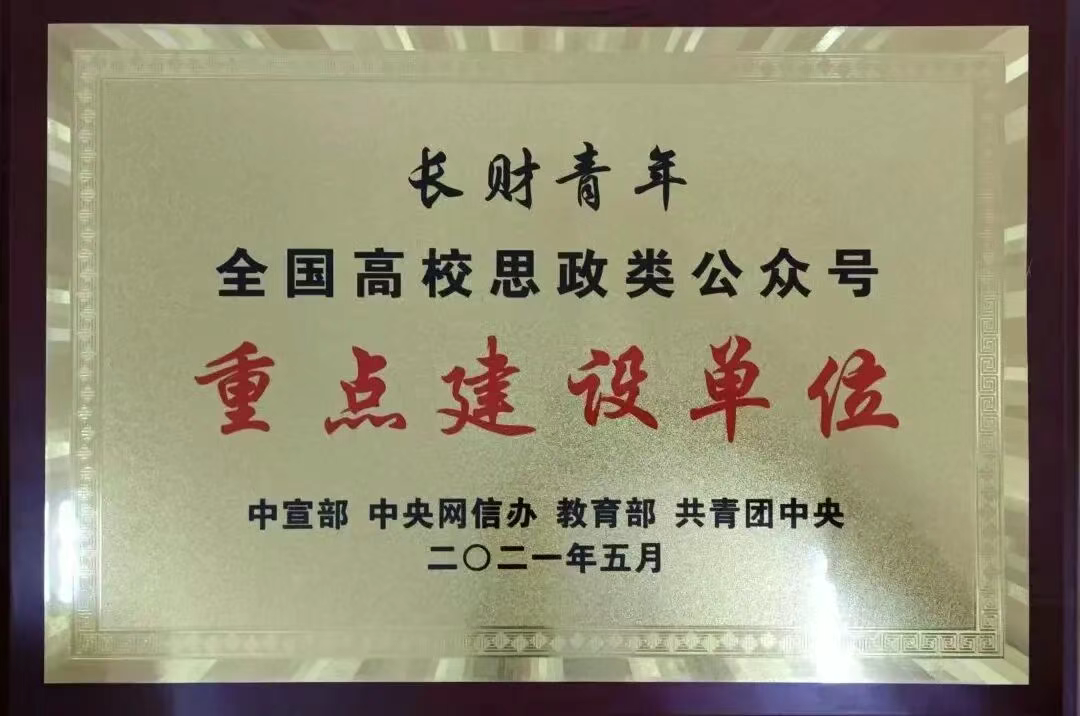 长财青年
全国高校思政类公众号
重点建设单位
中宣部 中央网信办 教育部 共青团中央
二〇二一年五月